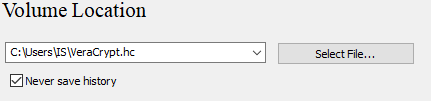 Volume Location
C:\Users\IS\VeraCrypt.hc
Select File...
Never save history